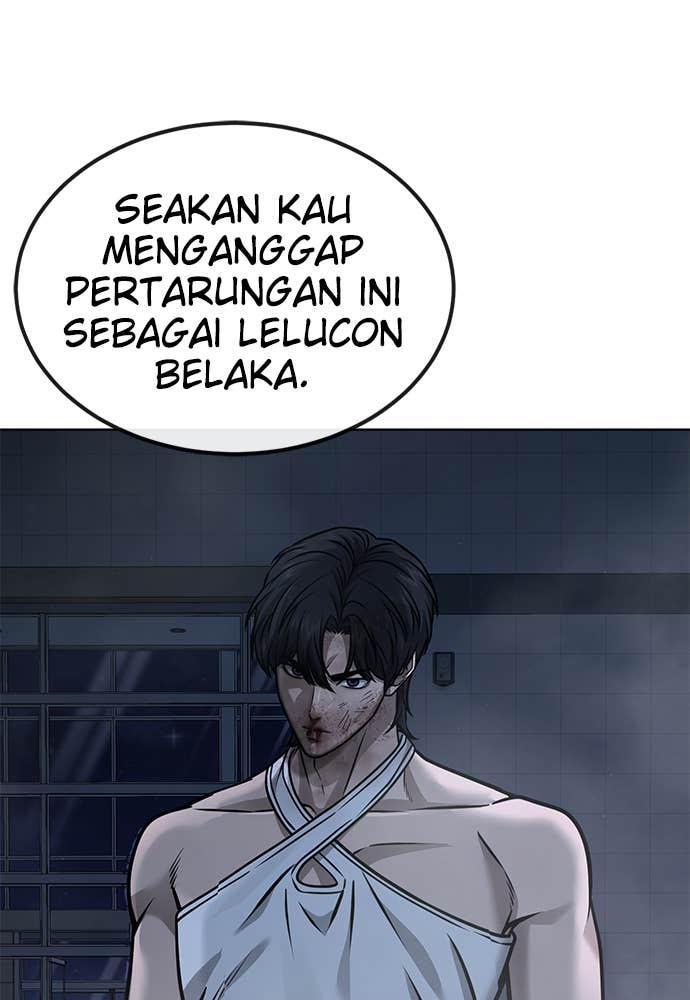 SEAKAN KAU
MENGANGGAP
PERTARUNGAN INI
SEBAGAI LELUCON
BELAKA.